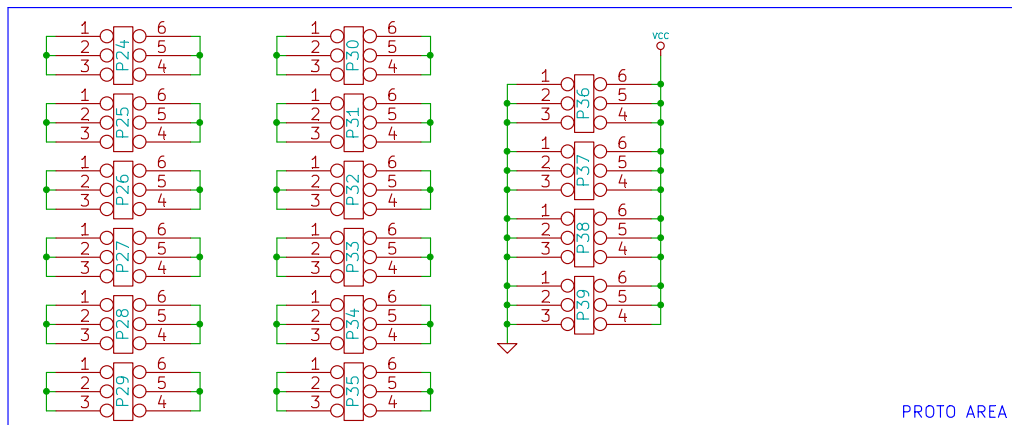 1 P24 6
2 5
3 4
1 P25 6
2 5
3 4
1 P26 6
2 5
3 4
1 P27 6
2 5
3 4
1 P28 6
2 5
3 4
1 P29 6
2 5
3 4
1 P30 6
2 5
3 4
1 P31 6
2 5
3 4
1 P32 6
2 5
3 4
1 P33 6
2 5
3 4
1 P34 6
2 5
3 4
1 P35 6
2 5
3 4
VCC
1 P36 6
2 5
3 4
1 P37 6
2 5
3 4
1 P38 6
2 5
3 4
1 P39 6
2 5
3 4
PROTO AREA